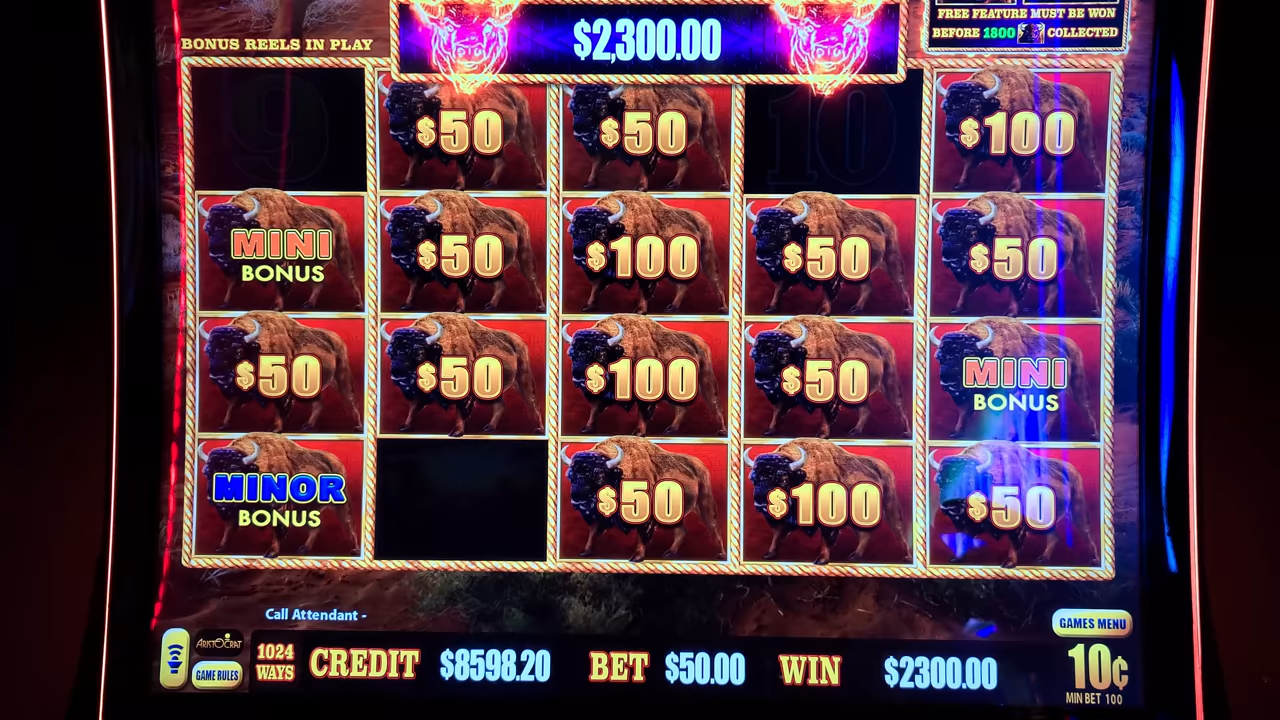 FREE FEATURE MUST BE WON
BEFORE 1800 COLLECTED
BONUS REELS IN PLAY
$2,300.00
9
$50
$50
10
$100
MINI
BONUS
$50
$100
$50
$50
$50
$50
$100
$50
MINI
BONUS
MINOR
BONUS
$50
$100
$50
Call Attendant -
GAMES MENU
ARISTOCRAT
GAME RULES
1024
WAYS
CREDIT
$8598.20
BET
$50.00
WIN
$2300.00
10¢
MIN BET 100